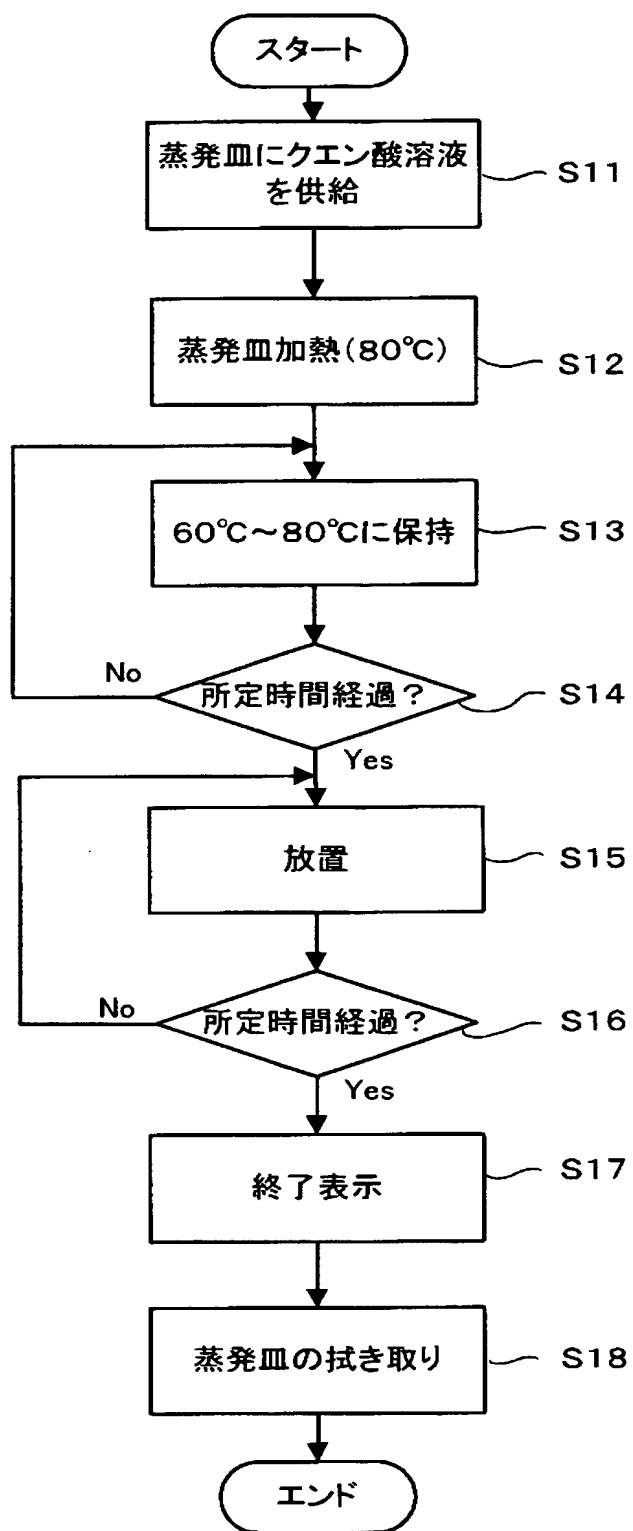 スタート
蒸発皿にクエン酸溶液
を供給
S11
蒸発皿加熱(80℃)
S12
60℃～80℃に保持
S13
No
所定時間経過？
S14
Yes
放置
S15
No
所定時間経過？
S16
Yes
終了表示
S17
蒸発皿の拭き取り
S18
エンド